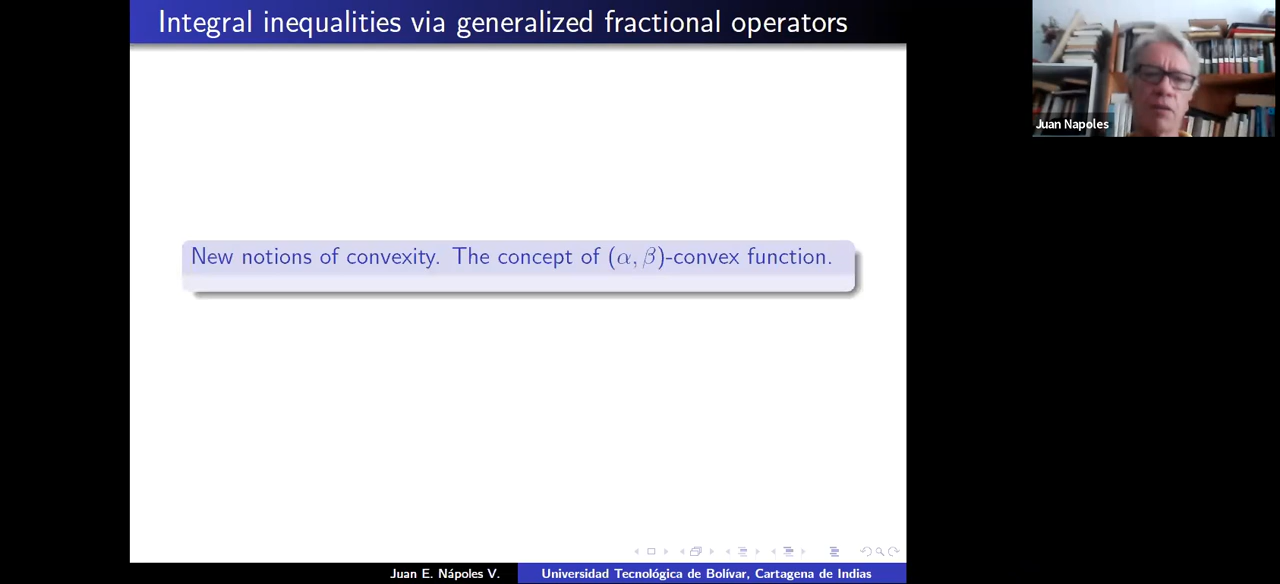 Integral inequalities via generalized fractional operators
Juan Napoles
New notions of convexity. The concept of (α, β)-convex function.
Juan E. Nápoles V.
Universidad Tecnológica de Bolívar, Cartagena de Indias